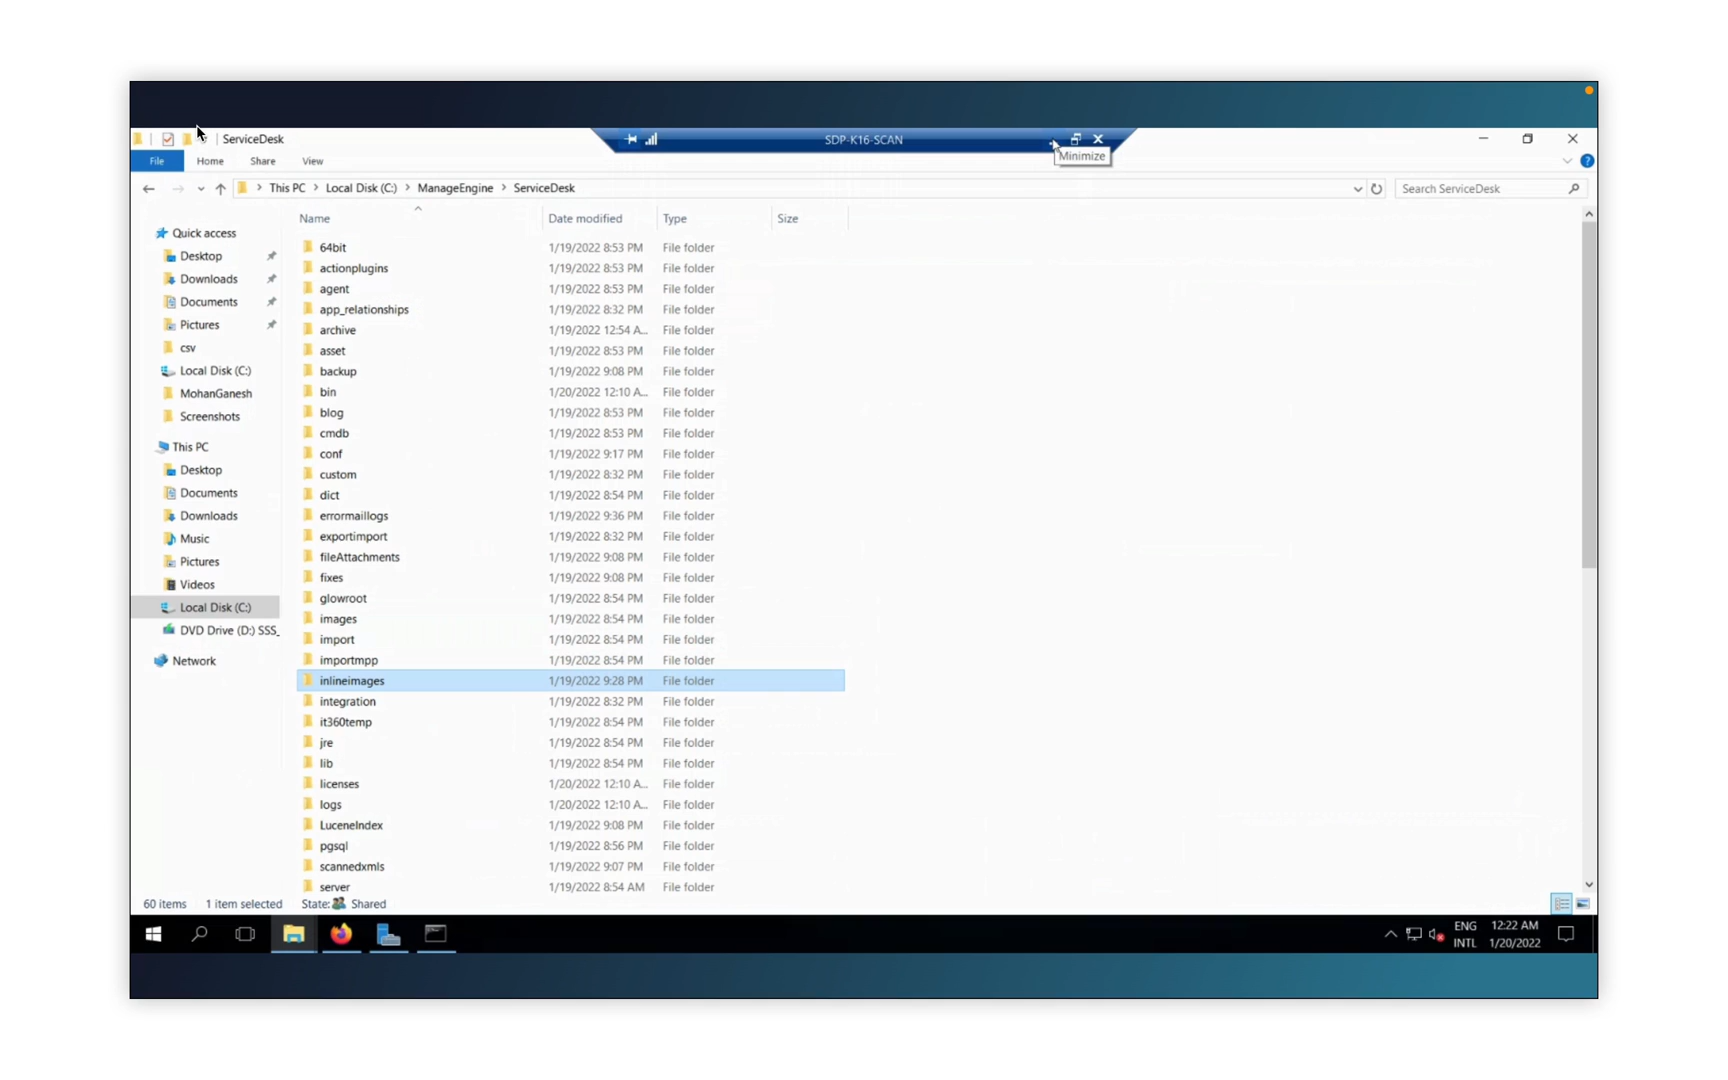 ServiceDesk
SDP-K16-SCAN
Minimize
File Home Share View
This PC Local Disk (C:) ManageEngine ServiceDesk
Search ServiceDesk
Name Date modified Type Size
Quick access
Desktop
Downloads
Documents
Pictures
csv
Local Disk (C:)
MohanGanesh
Screenshots
This PC
Desktop
Documents
Downloads
Music
Pictures
Videos
Local Disk (C:)
DVD Drive (D:) SSS_
Network
64bit 1/19/2022 8:53 PM File folder
actionplugins 1/19/2022 8:53 PM File folder
agent 1/19/2022 8:53 PM File folder
app_relationships 1/19/2022 8:32 PM File folder
archive 1/19/2022 12:54 A... File folder
asset 1/19/2022 8:53 PM File folder
backup 1/19/2022 9:08 PM File folder
bin 1/20/2022 12:10 A... File folder
blog 1/19/2022 8:53 PM File folder
cmdb 1/19/2022 8:53 PM File folder
conf 1/19/2022 9:17 PM File folder
custom 1/19/2022 8:32 PM File folder
dict 1/19/2022 8:54 PM File folder
errormaillogs 1/19/2022 9:36 PM File folder
exportimport 1/19/2022 8:32 PM File folder
fileAttachments 1/19/2022 9:08 PM File folder
fixes 1/19/2022 9:08 PM File folder
glowroot 1/19/2022 8:54 PM File folder
images 1/19/2022 8:54 PM File folder
import 1/19/2022 8:54 PM File folder
importmpp 1/19/2022 8:54 PM File folder
inlineimages 1/19/2022 9:28 PM File folder
integration 1/19/2022 8:32 PM File folder
it360temp 1/19/2022 8:54 PM File folder
jre 1/19/2022 8:54 PM File folder
lib 1/19/2022 8:54 PM File folder
licenses 1/20/2022 12:10 A... File folder
logs 1/20/2022 12:10 A... File folder
LuceneIndex 1/19/2022 9:08 PM File folder
pgsql 1/19/2022 8:56 PM File folder
scannedxmls 1/19/2022 9:07 PM File folder
server 1/19/2022 8:54 AM File folder
60 items 1 item selected State: Shared
ENG 12:22 AM
INTL 1/20/2022